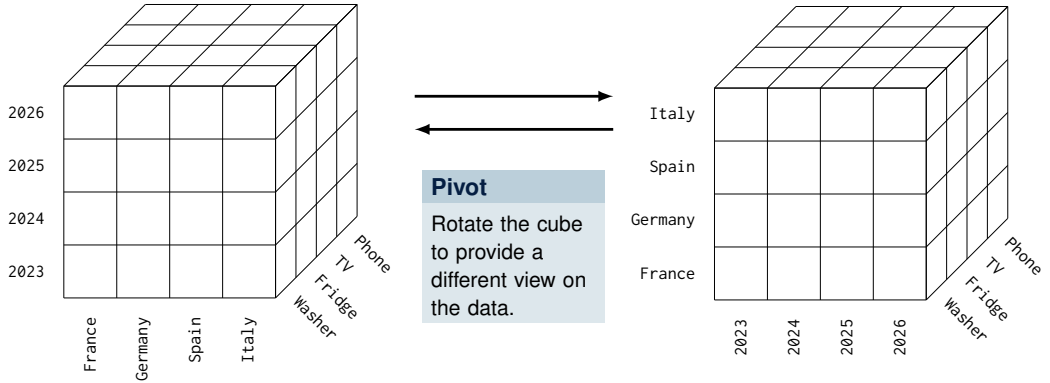 2026
2025
2024
2023
France
Germany
Spain
Italy
Washer
Fridge
TV
Phone
Pivot
Rotate the cube
to provide a
different view on
the data.
Italy
Spain
Germany
France
2023
2024
2025
2026
Washer
Fridge
TV
Phone